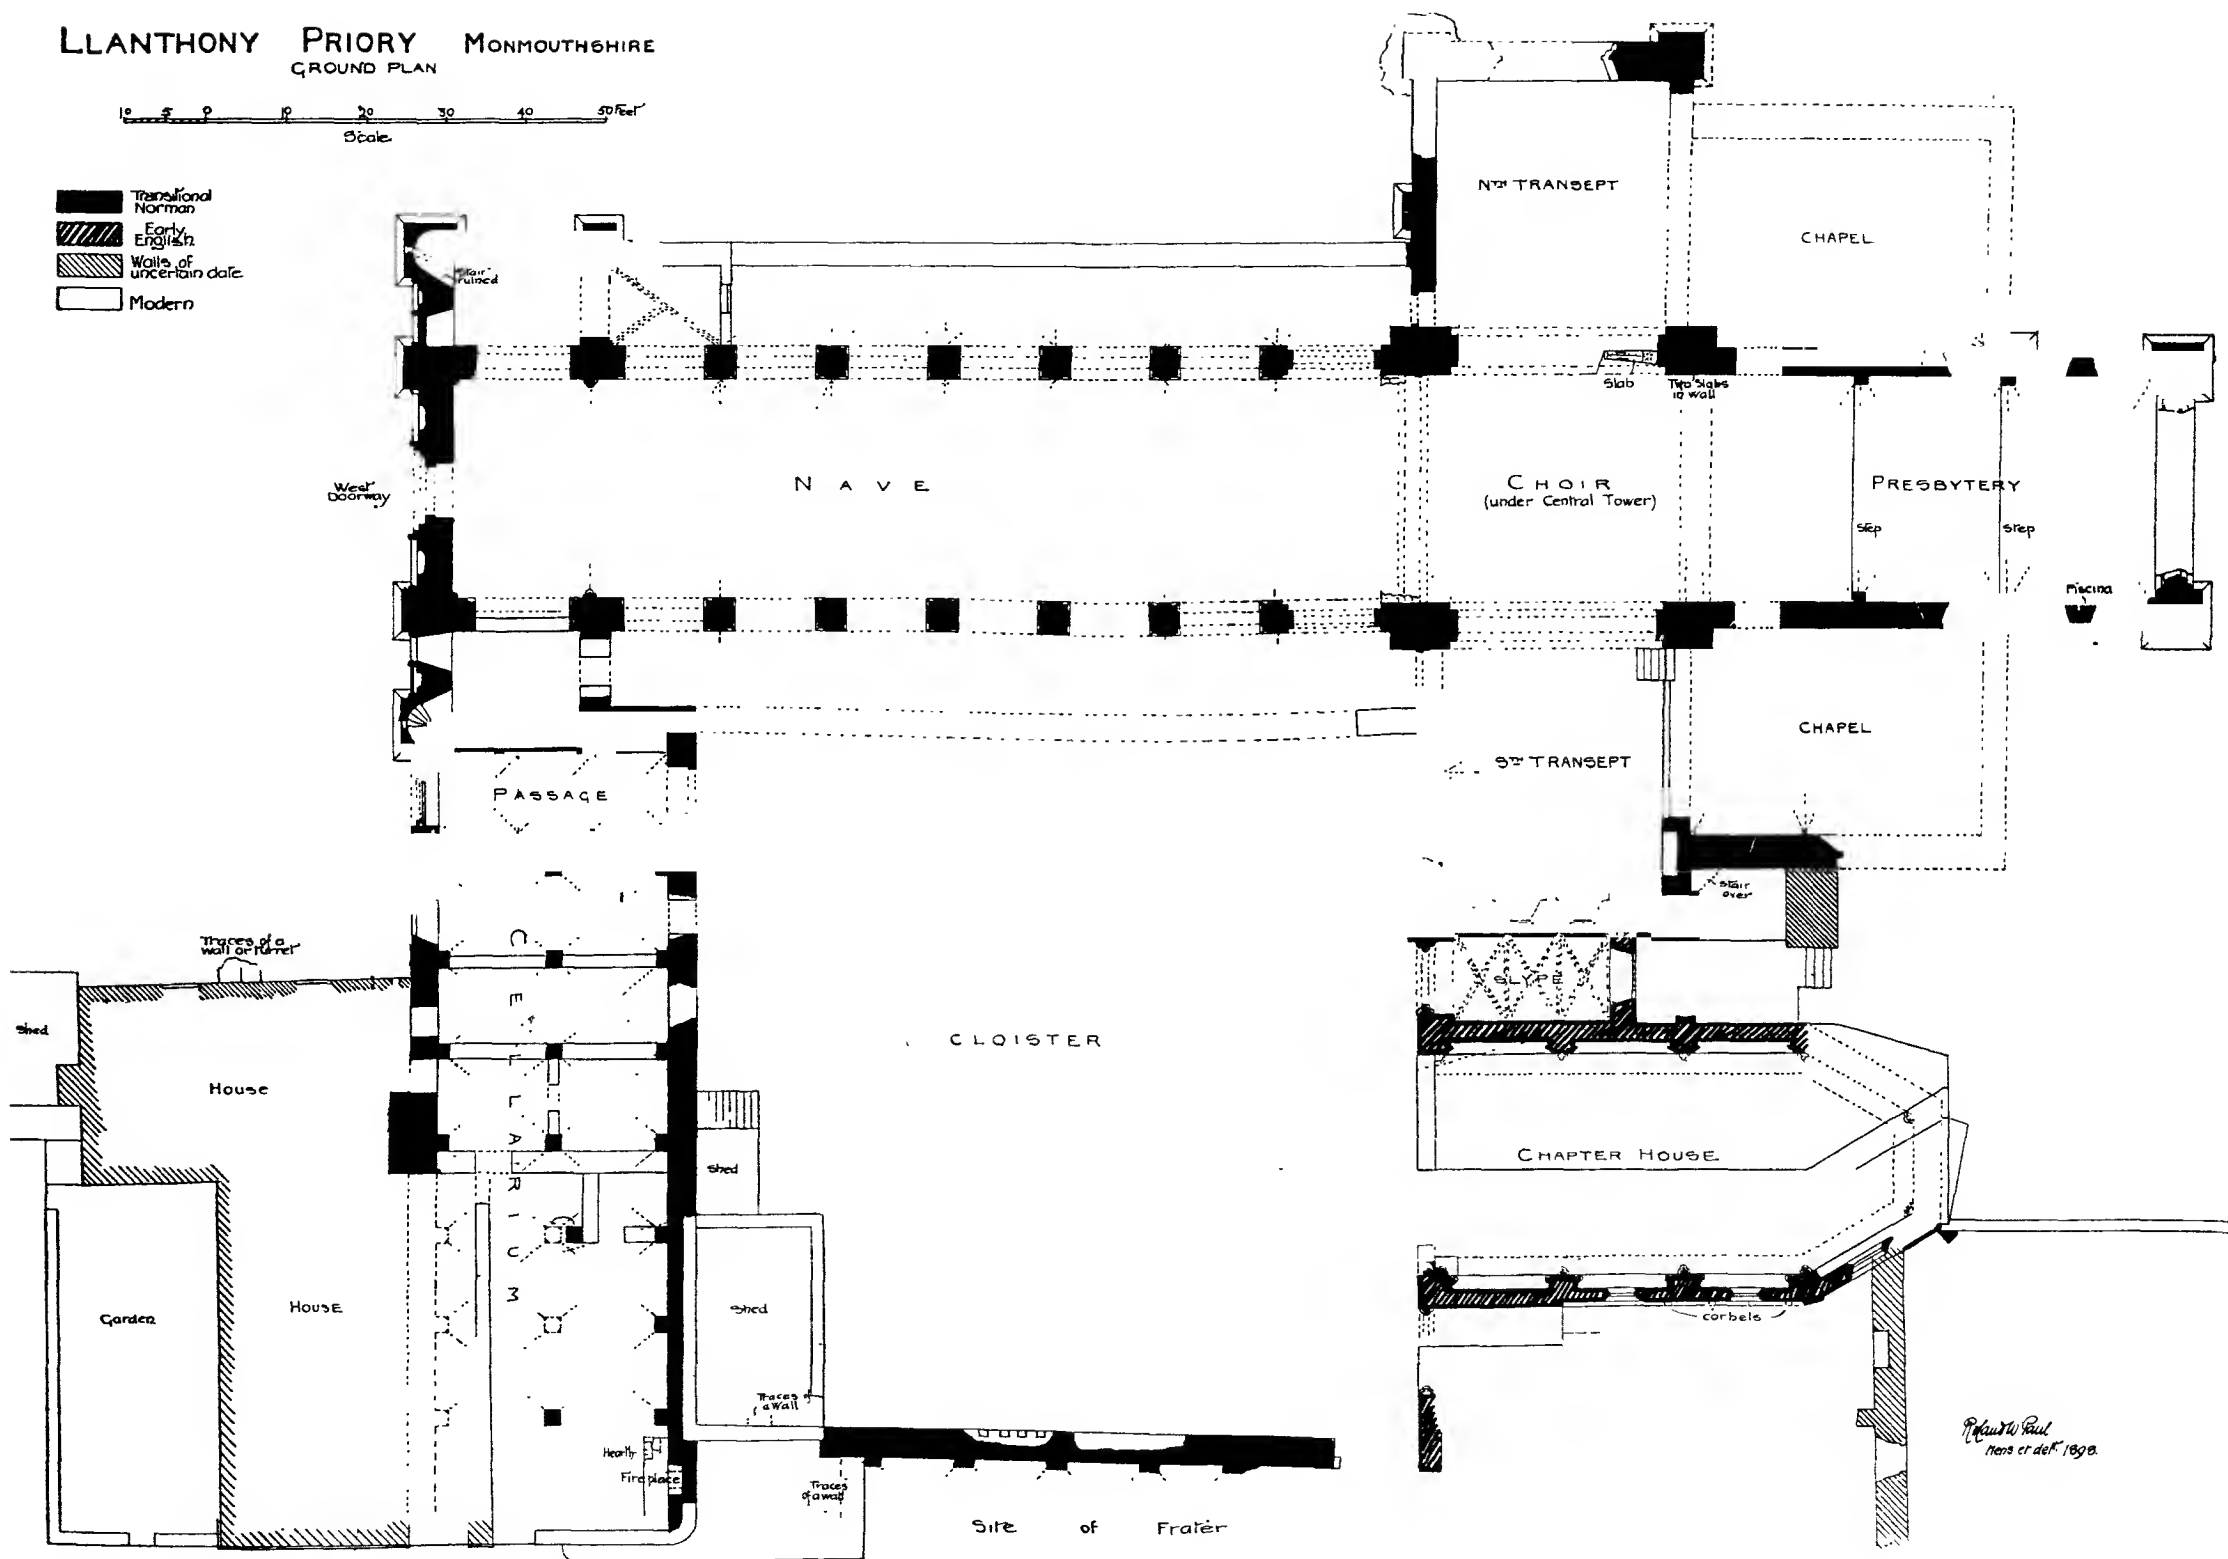 LLANTHONY PRIORY MONMOUTHSHIRE
GROUND PLAN
10 5 0 10 20 30 40 50 Feet
Scale
Transitional
Norman
Early
English
Walls of
uncertain date
Modern
Stair
ruined
NTH TRANSEPT
CHAPEL
Slab
Two Slabs
in wall
West
Doorway
NAVE
CHOIR
(under Central Tower)
PRESBYTERY
Step
Step
Piscina
CHAPEL
STH TRANSEPT
PASSAGE
Stair
over
Traces of a
wall or turret
CELLARIUM
SLYPE
Shed
House
CLOISTER
Shed
CHAPTER HOUSE
House
Garden
Shed
corbels
Traces of
a wall
Hearth
Fireplace
Traces
of a wall
Site of Frater
Roland W Paul
mens et delt. 1898.